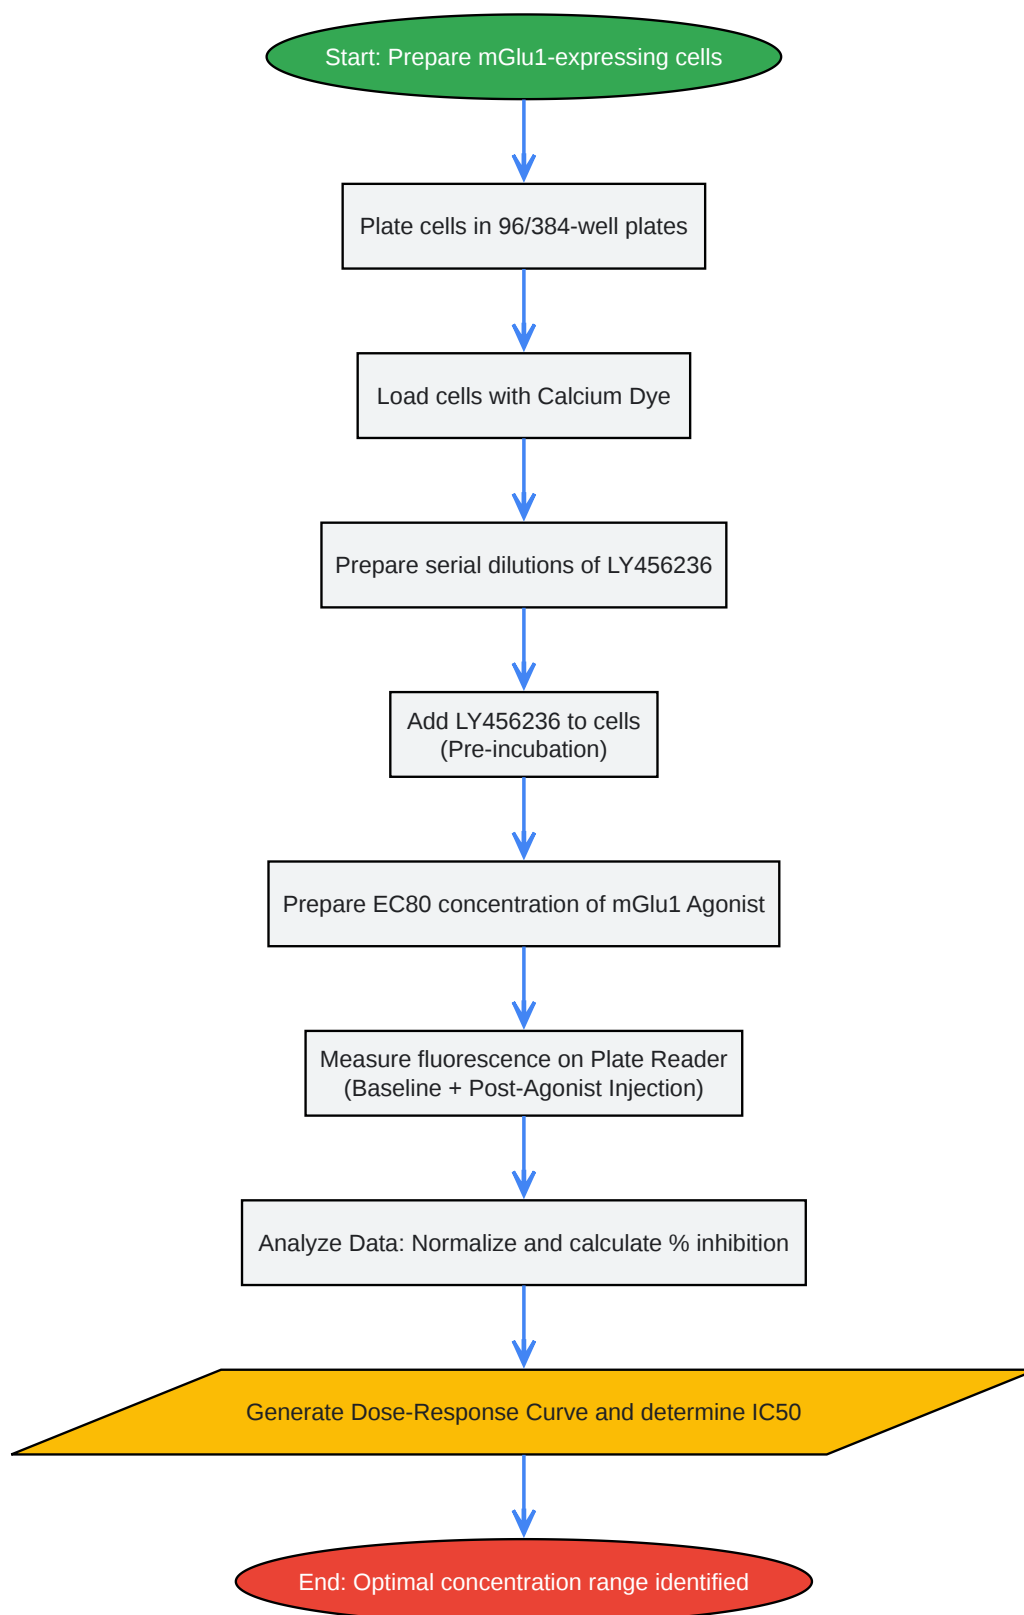 Start: Prepare mGlu1-expressing cells
Plate cells in 96/384-well plates
Load cells with Calcium Dye
Prepare serial dilutions of LY456236
Add LY456236 to cells
(Pre-incubation)
Prepare EC80 concentration of mGlu1 Agonist
Measure fluorescence on Plate Reader
(Baseline + Post-Agonist Injection)
Analyze Data: Normalize and calculate % inhibition
Generate Dose-Response Curve and determine IC50
End: Optimal concentration range identified